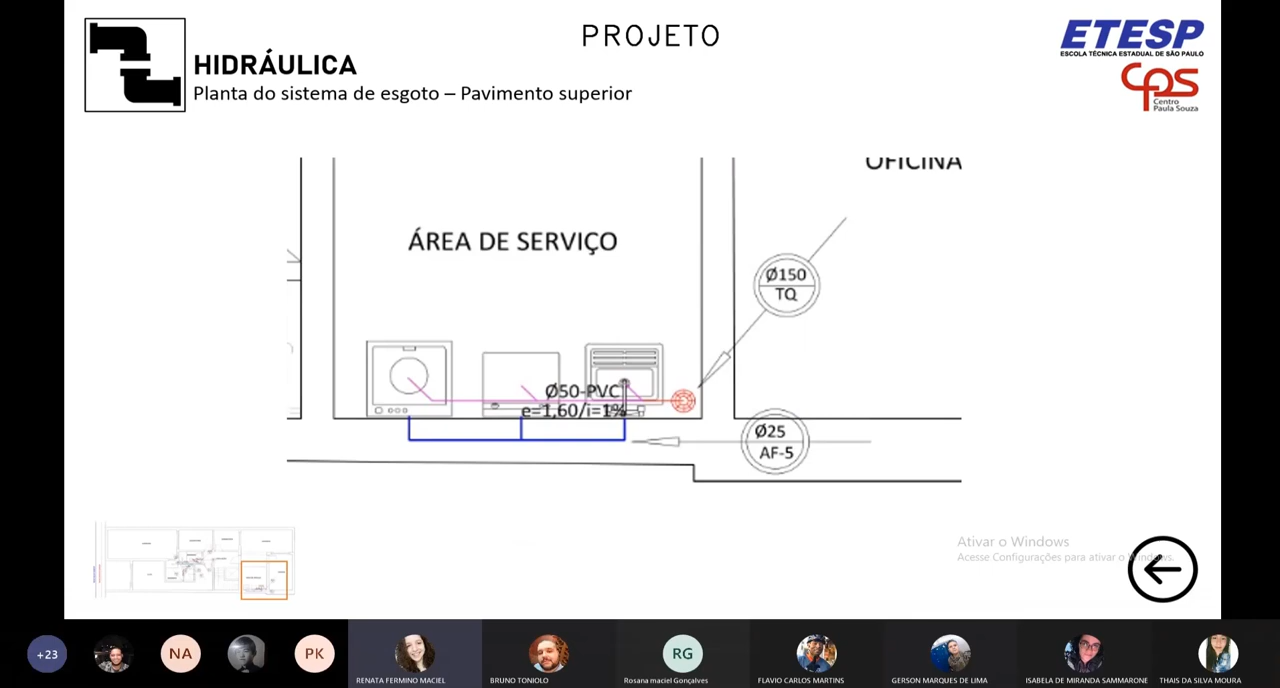 PROJETO
HIDRÁULICA
Planta do sistema de esgoto – Pavimento superior
ETESP
ESCOLA TÉCNICA ESTADUAL DE SÃO PAULO
cps
Centro
Paula Souza
OFICINA
ÁREA DE SERVIÇO
Ø150
TQ
Ø50-PVC
e=1,60/i=1%
Ø25
AF-5
Ativar o Windows
Acesse Configurações para ativar o Windows.
+23
NA
PK
RG
RENATA FERMINO MACIEL
BRUNO TONIOLO
Rosana maciel Gonçalves
FLAVIO CARLOS MARTINS
GERSON MARQUES DE LIMA
ISABELA DE MIRANDA SAMMARONE
THAIS DA SILVA MOURA